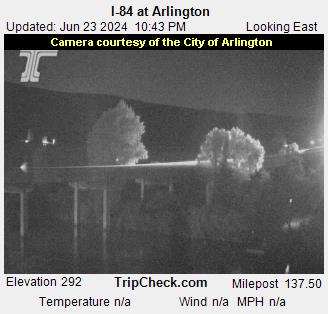 I-84 at Arlington
Updated: Jun 23 2024 10:43 PM Looking East
Camera courtesy of the City of Arlington
Elevation 292 TripCheck.com Milepost 137.50
Temperature n/a Wind n/a MPH n/a